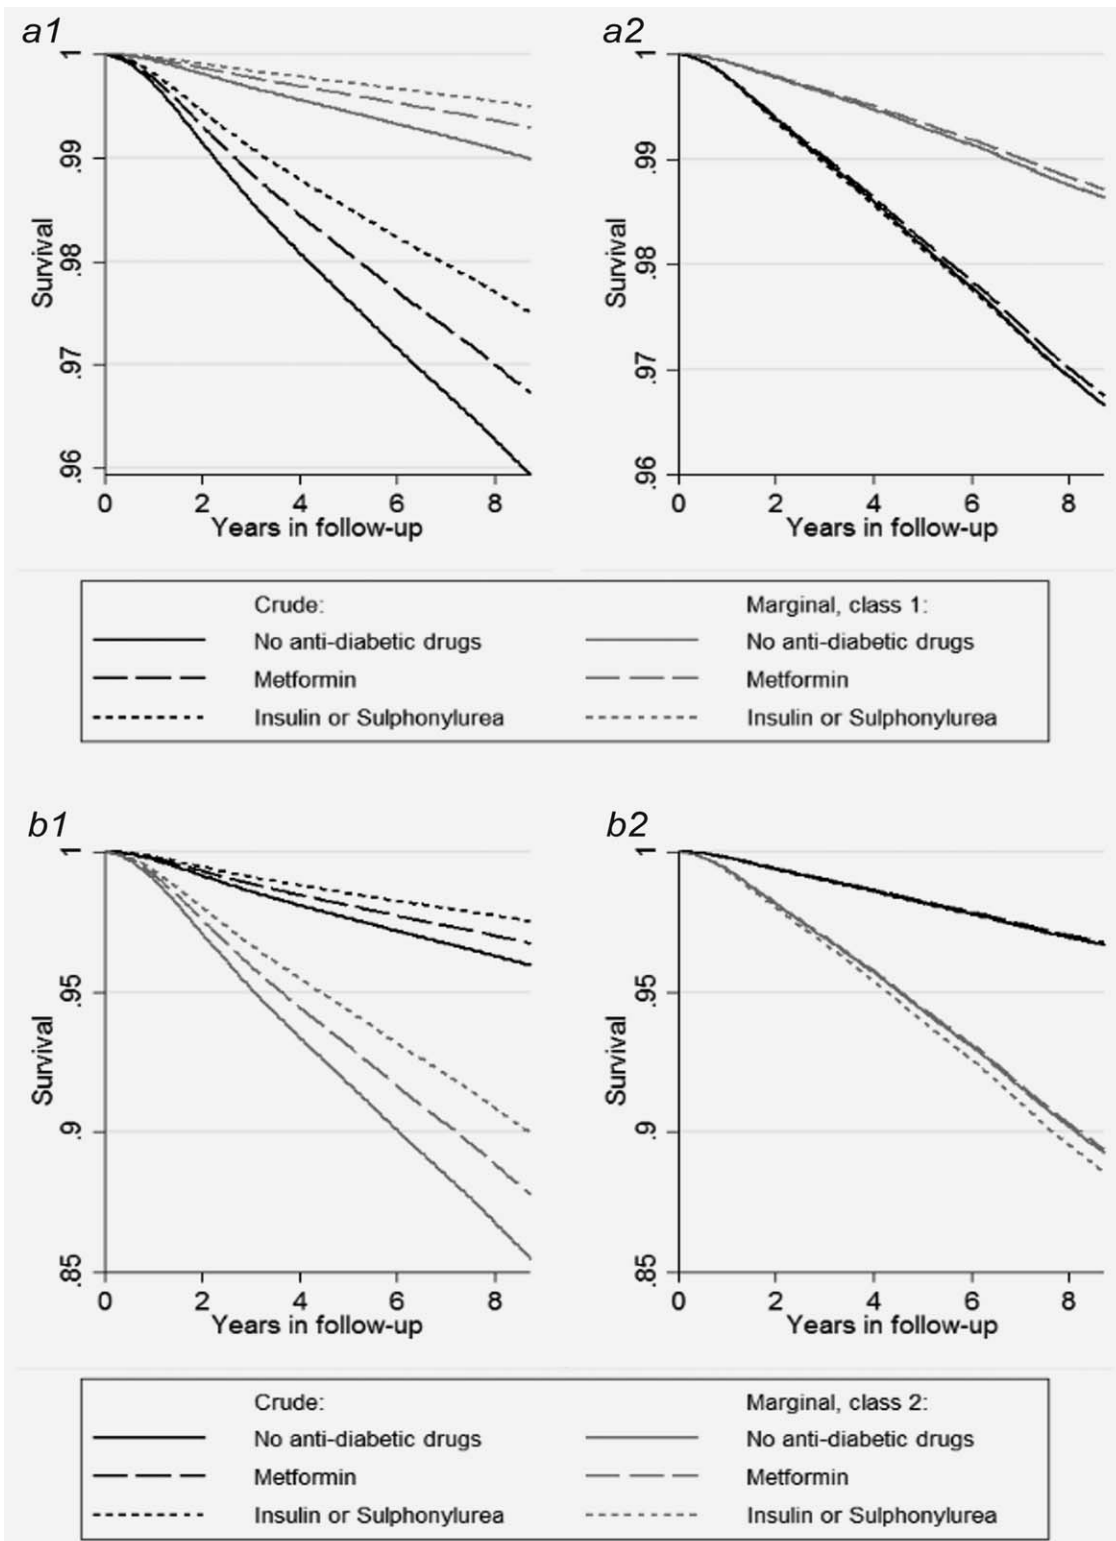 a1
a2
1
.99
.98
.97
.96
Survival
0 2 4 6 8
Years in follow-up
1
.99
.98
.97
.96
Survival
0 2 4 6 8
Years in follow-up
Crude: Marginal, class 1:
No anti-diabetic drugs No anti-diabetic drugs
Metformin Metformin
Insulin or Sulphonylurea Insulin or Sulphonylurea
b1
b2
1
.95
.9
.85
Survival
0 2 4 6 8
Years in follow-up
1
.95
.9
.85
Survival
0 2 4 6 8
Years in follow-up
Crude: Marginal, class 2:
No anti-diabetic drugs No anti-diabetic drugs
Metformin Metformin
Insulin or Sulphonylurea Insulin or Sulphonylurea